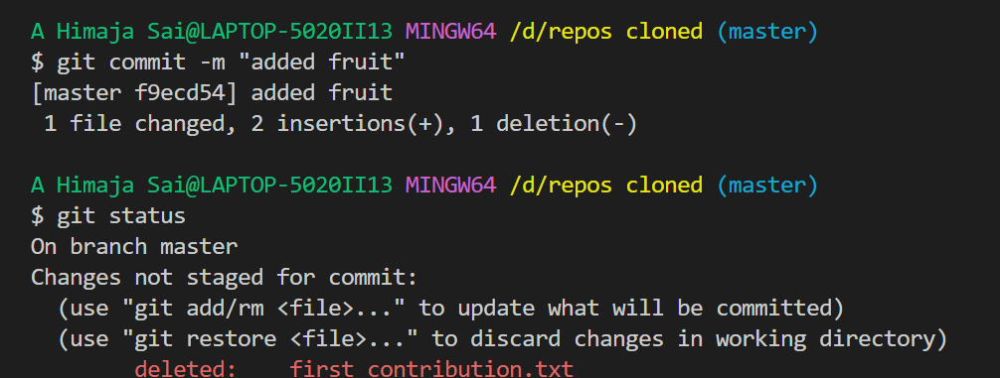 A Himaja Sai@LAPTOP-5020II13 MINGW64 /d/repos cloned (master)
$ git commit -m "added fruit"
[master f9ecd54] added fruit
 1 file changed, 2 insertions(+), 1 deletion(-)

A Himaja Sai@LAPTOP-5020II13 MINGW64 /d/repos cloned (master)
$ git status
On branch master
Changes not staged for commit:
  (use "git add/rm <file>..." to update what will be committed)
  (use "git restore <file>..." to discard changes in working directory)
        deleted:    first contribution.txt